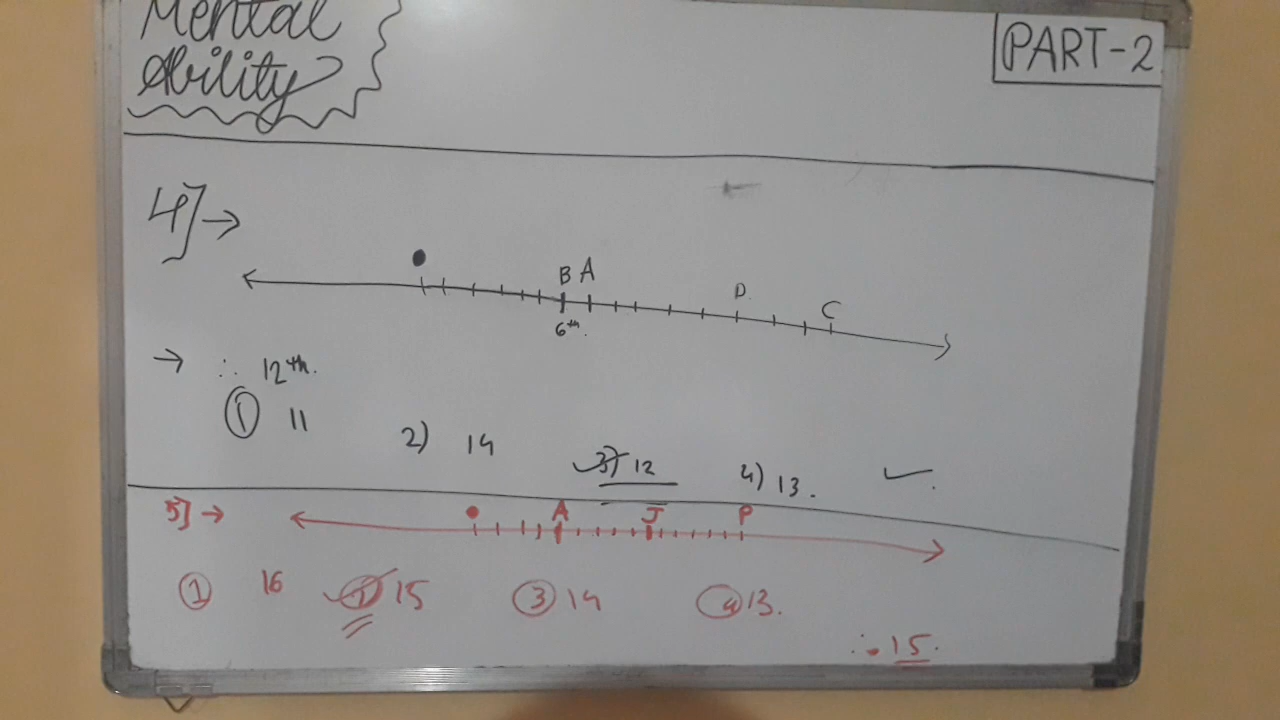 Mental
Ability
PART-2
4] →
B A
D.
C
6th.
→ ∴ 12th.
① 11
2) 14
3) 12
4) 13.
5] →
A J P
① 16
15
③ 14
④ 13.
∴ 15.